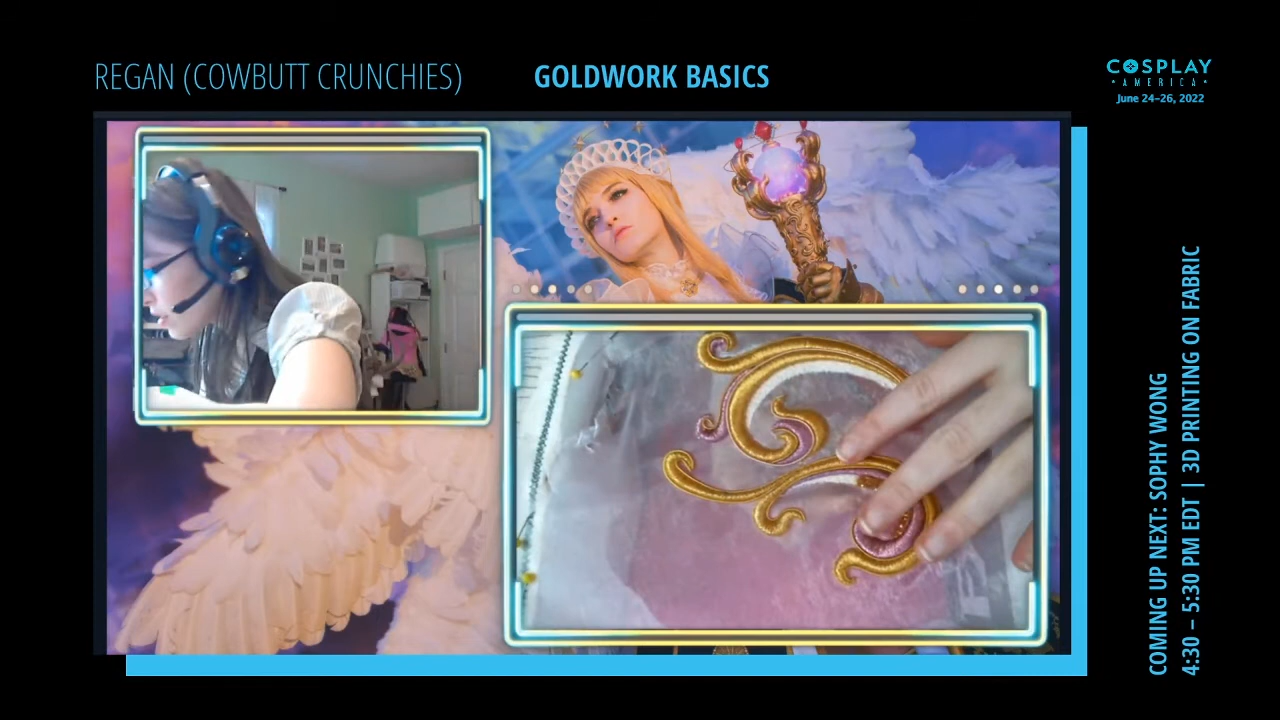 REGAN (COWBUTT CRUNCHIES)
GOLDWORK BASICS
COSPLAY
AMERICA
June 24-26, 2022
COMING UP NEXT: SOPHY WONG
4:30 – 5:30 PM EDT | 3D PRINTING ON FABRIC